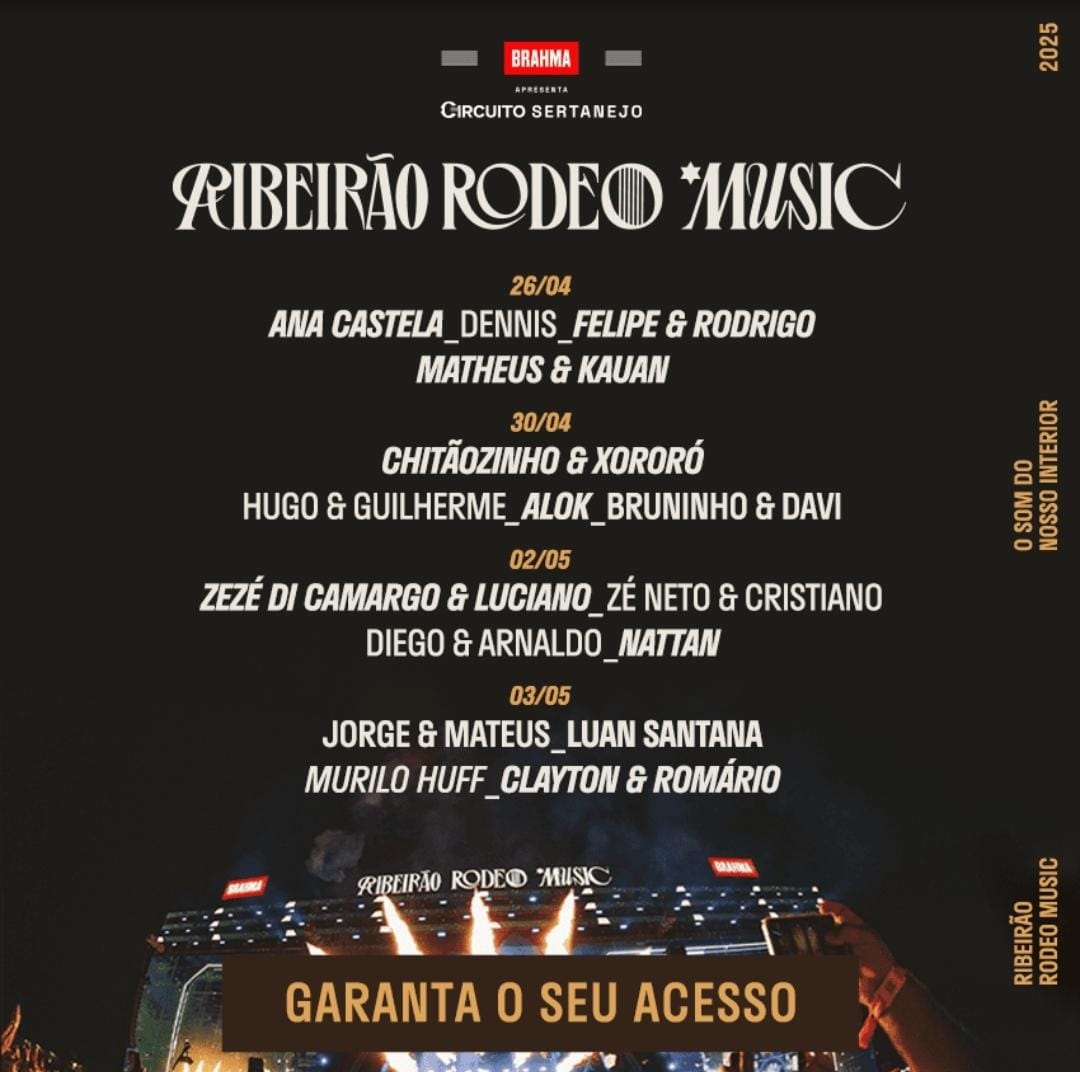 BRAHMA
APRESENTA
CIRCUITO SERTANEJO
RIBEIRÃO RODEO MUSIC
26/04
ANA CASTELA_DENNIS_FELIPE & RODRIGO
MATHEUS & KAUAN
30/04
CHITÃOZINHO & XORORÓ
HUGO & GUILHERME_ALOK_BRUNINHO & DAVI
02/05
ZEZÉ DI CAMARGO & LUCIANO_ZÉ NETO & CRISTIANO
DIEGO & ARNALDO_NATTAN
03/05
JORGE & MATEUS_LUAN SANTANA
MURILO HUFF_CLAYTON & ROMÁRIO
BRAHMA
RIBEIRÃO RODEO MUSIC
BRAHMA
GARANTA O SEU ACESSO
2025
O SOM DO
NOSSO INTERIOR
RIBEIRÃO
RODEO MUSIC